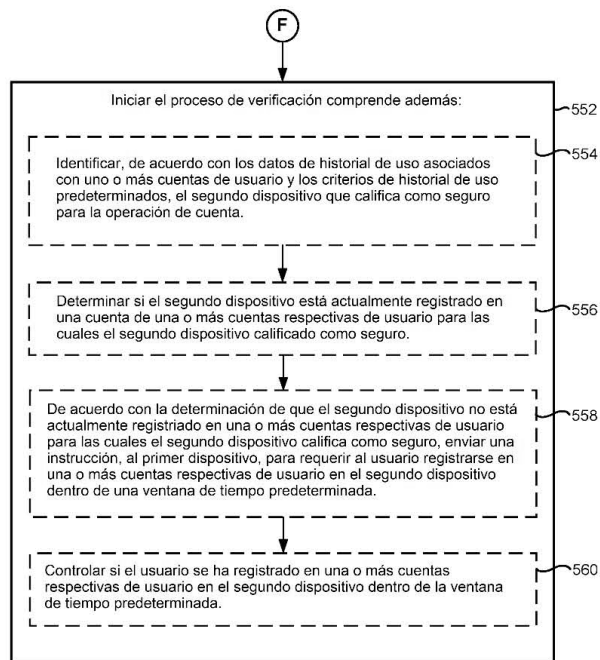 F
Iniciar el proceso de verificación comprende además:
552
554
Identificar, de acuerdo con los datos de historial de uso asociados
con uno o más cuentas de usuario y los criterios de historial de uso
predeterminados, el segundo dispositivo que califica como seguro
para la operación de cuenta.
Determinar si el segundo dispositivo está actualmente registrado en
una cuenta de una o más cuentas respectivas de usuario para las
cuales el segundo dispositivo calificado como seguro.
556
De acuerdo con la determinación de que el segundo dispositivo no está
actualmente registriado en una o más cuentas respectivas de usuario
para las cuales el segundo dispositivo califica como seguro, enviar una
instrucción, al primer dispositivo, para requerir al usuario registrarse en
una o más cuentas respectivas de usuario en el segundo dispositivo
dentro de una ventana de tiempo predeterminada.
558
Controlar si el usuario se ha registrado en una o más cuentas
respectivas de usuario en el segundo dispositivo dentro de la ventana
de tiempo predeterminada.
560